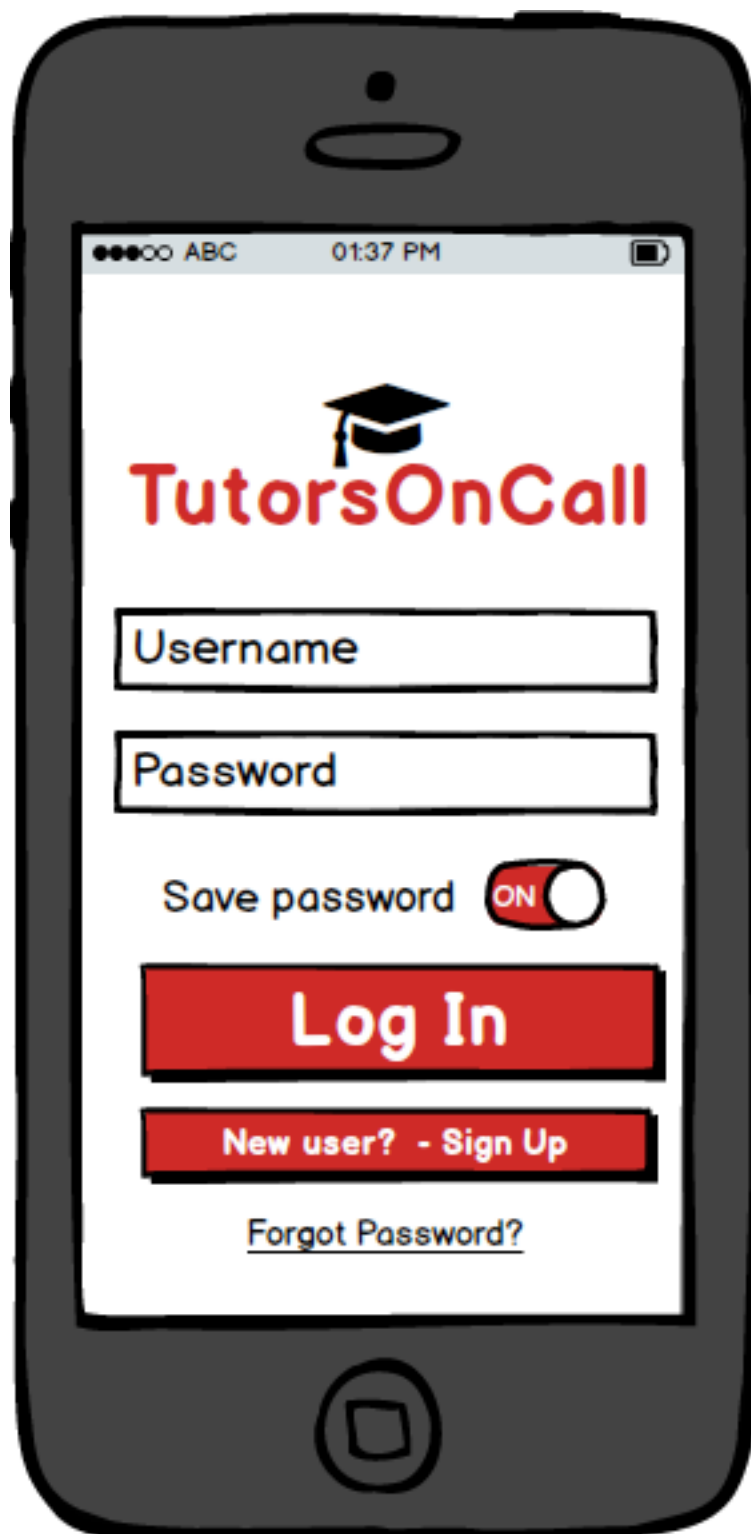 ABC 01:37 PM
TutorsOnCall
Username
Password
Save password ON
Log In
New user? - Sign Up
Forgot Password?